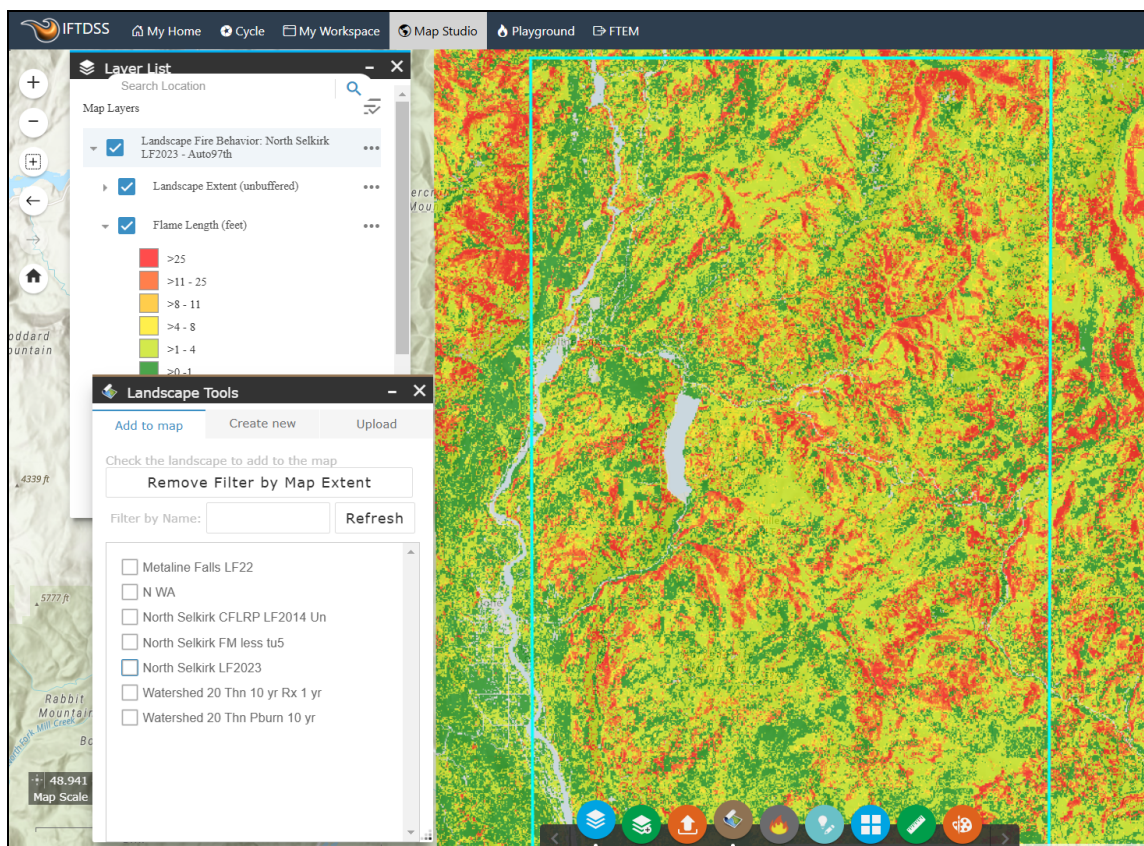 IFTDSS My Home Cycle My Workspace Map Studio Playground FTEM
Layer List
Search Location
Map Layers
Landscape Fire Behavior: North Selkirk
LF2023 - Auto97th
Landscape Extent (unbuffered)
Flame Length (feet)
>25
>11 - 25
>8 - 11
>4 - 8
>1 - 4
>0 -1
Landscape Tools
Add to map Create new Upload
Check the landscape to add to the map
Remove Filter by Map Extent
Filter by Name: Refresh
Metaline Falls LF22
N WA
North Selkirk CFLRP LF2014 Un
North Selkirk FM less tu5
North Selkirk LF2023
Watershed 20 Thn 10 yr Rx 1 yr
Watershed 20 Thn Pburn 10 yr
4339 ft
5777 ft
Rabbit
Mountain
Fork Mill Creek
48.941
Map Scale